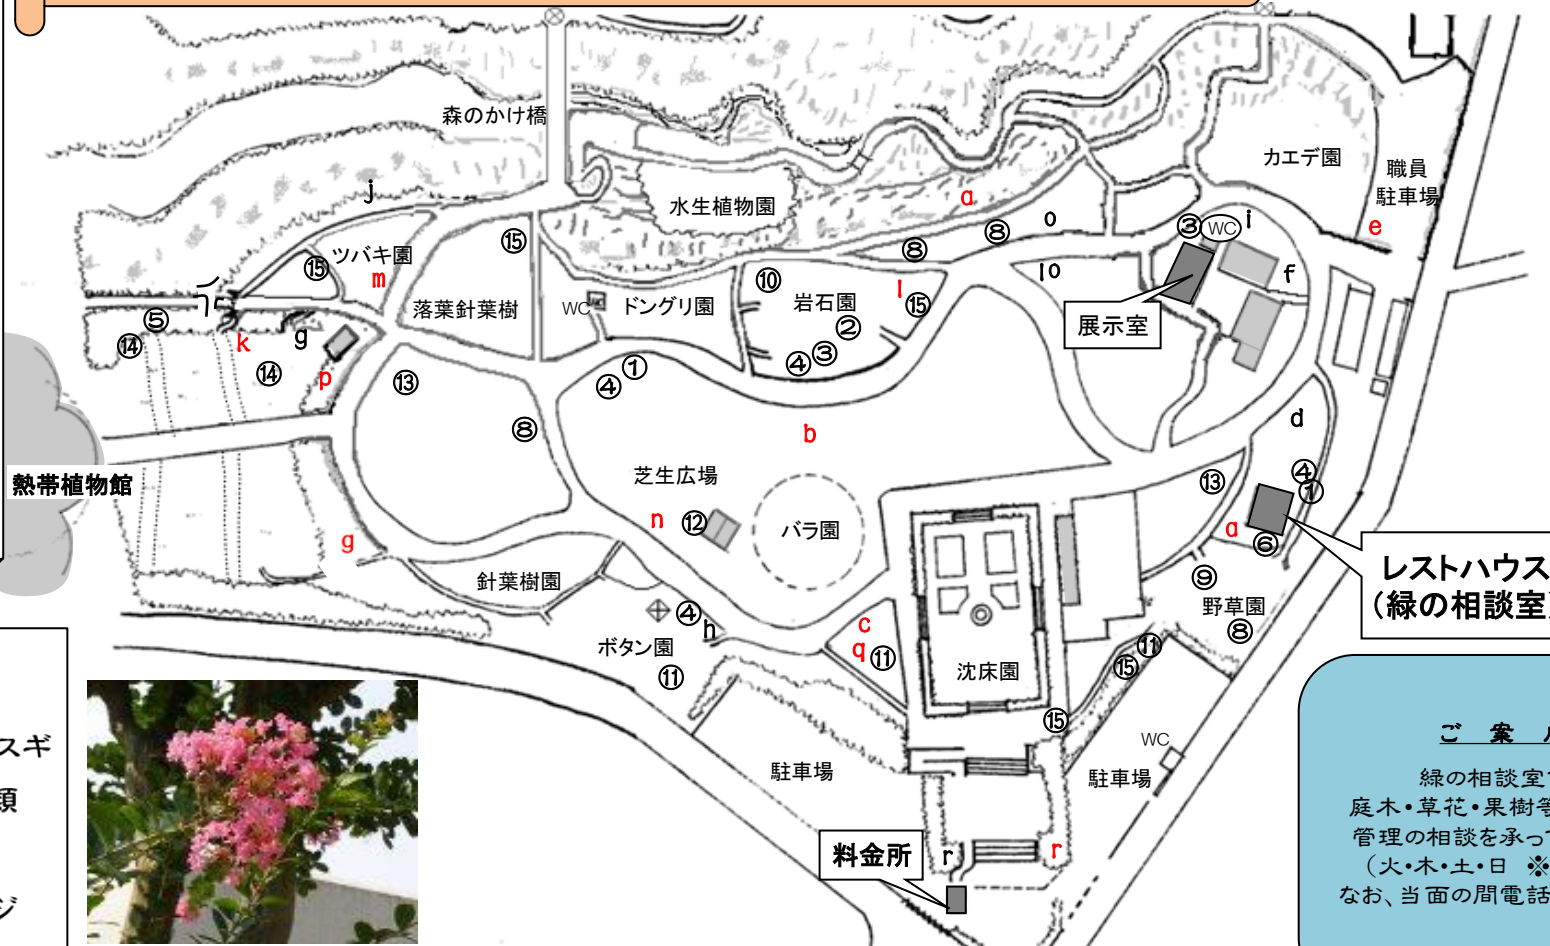 森のかけ橋
カエデ園
職員
駐車場
e
j
水生植物園
a
o
⑧
⑧
③
WC
i
ツバキ園
⑮
m
⑮
落葉針葉樹
WC
ドングリ園
⑩
岩石園
l
⑮
②
③
④
10
f
展示室
⑤
⑭
k
g
⑭
p
⑬
④
①
⑧
b
d
熱帯植物館
芝生広場
n
⑫
バラ園
⑬
④
①
a
⑥
レストハウス
(緑の相談室)
g
針葉樹園
④
h
ボタン園
⑪
c
q
⑪
沈床園
⑨
野草園
⑧
⑪
⑮
⑮
駐車場
WC
駐車場
料金所
r
r
スギ
類
ジ
ご 案
緑の相談室
庭木・草花・果樹等
管理の相談を承っ
(火・木・土・日 ※
なお、当面の間電話